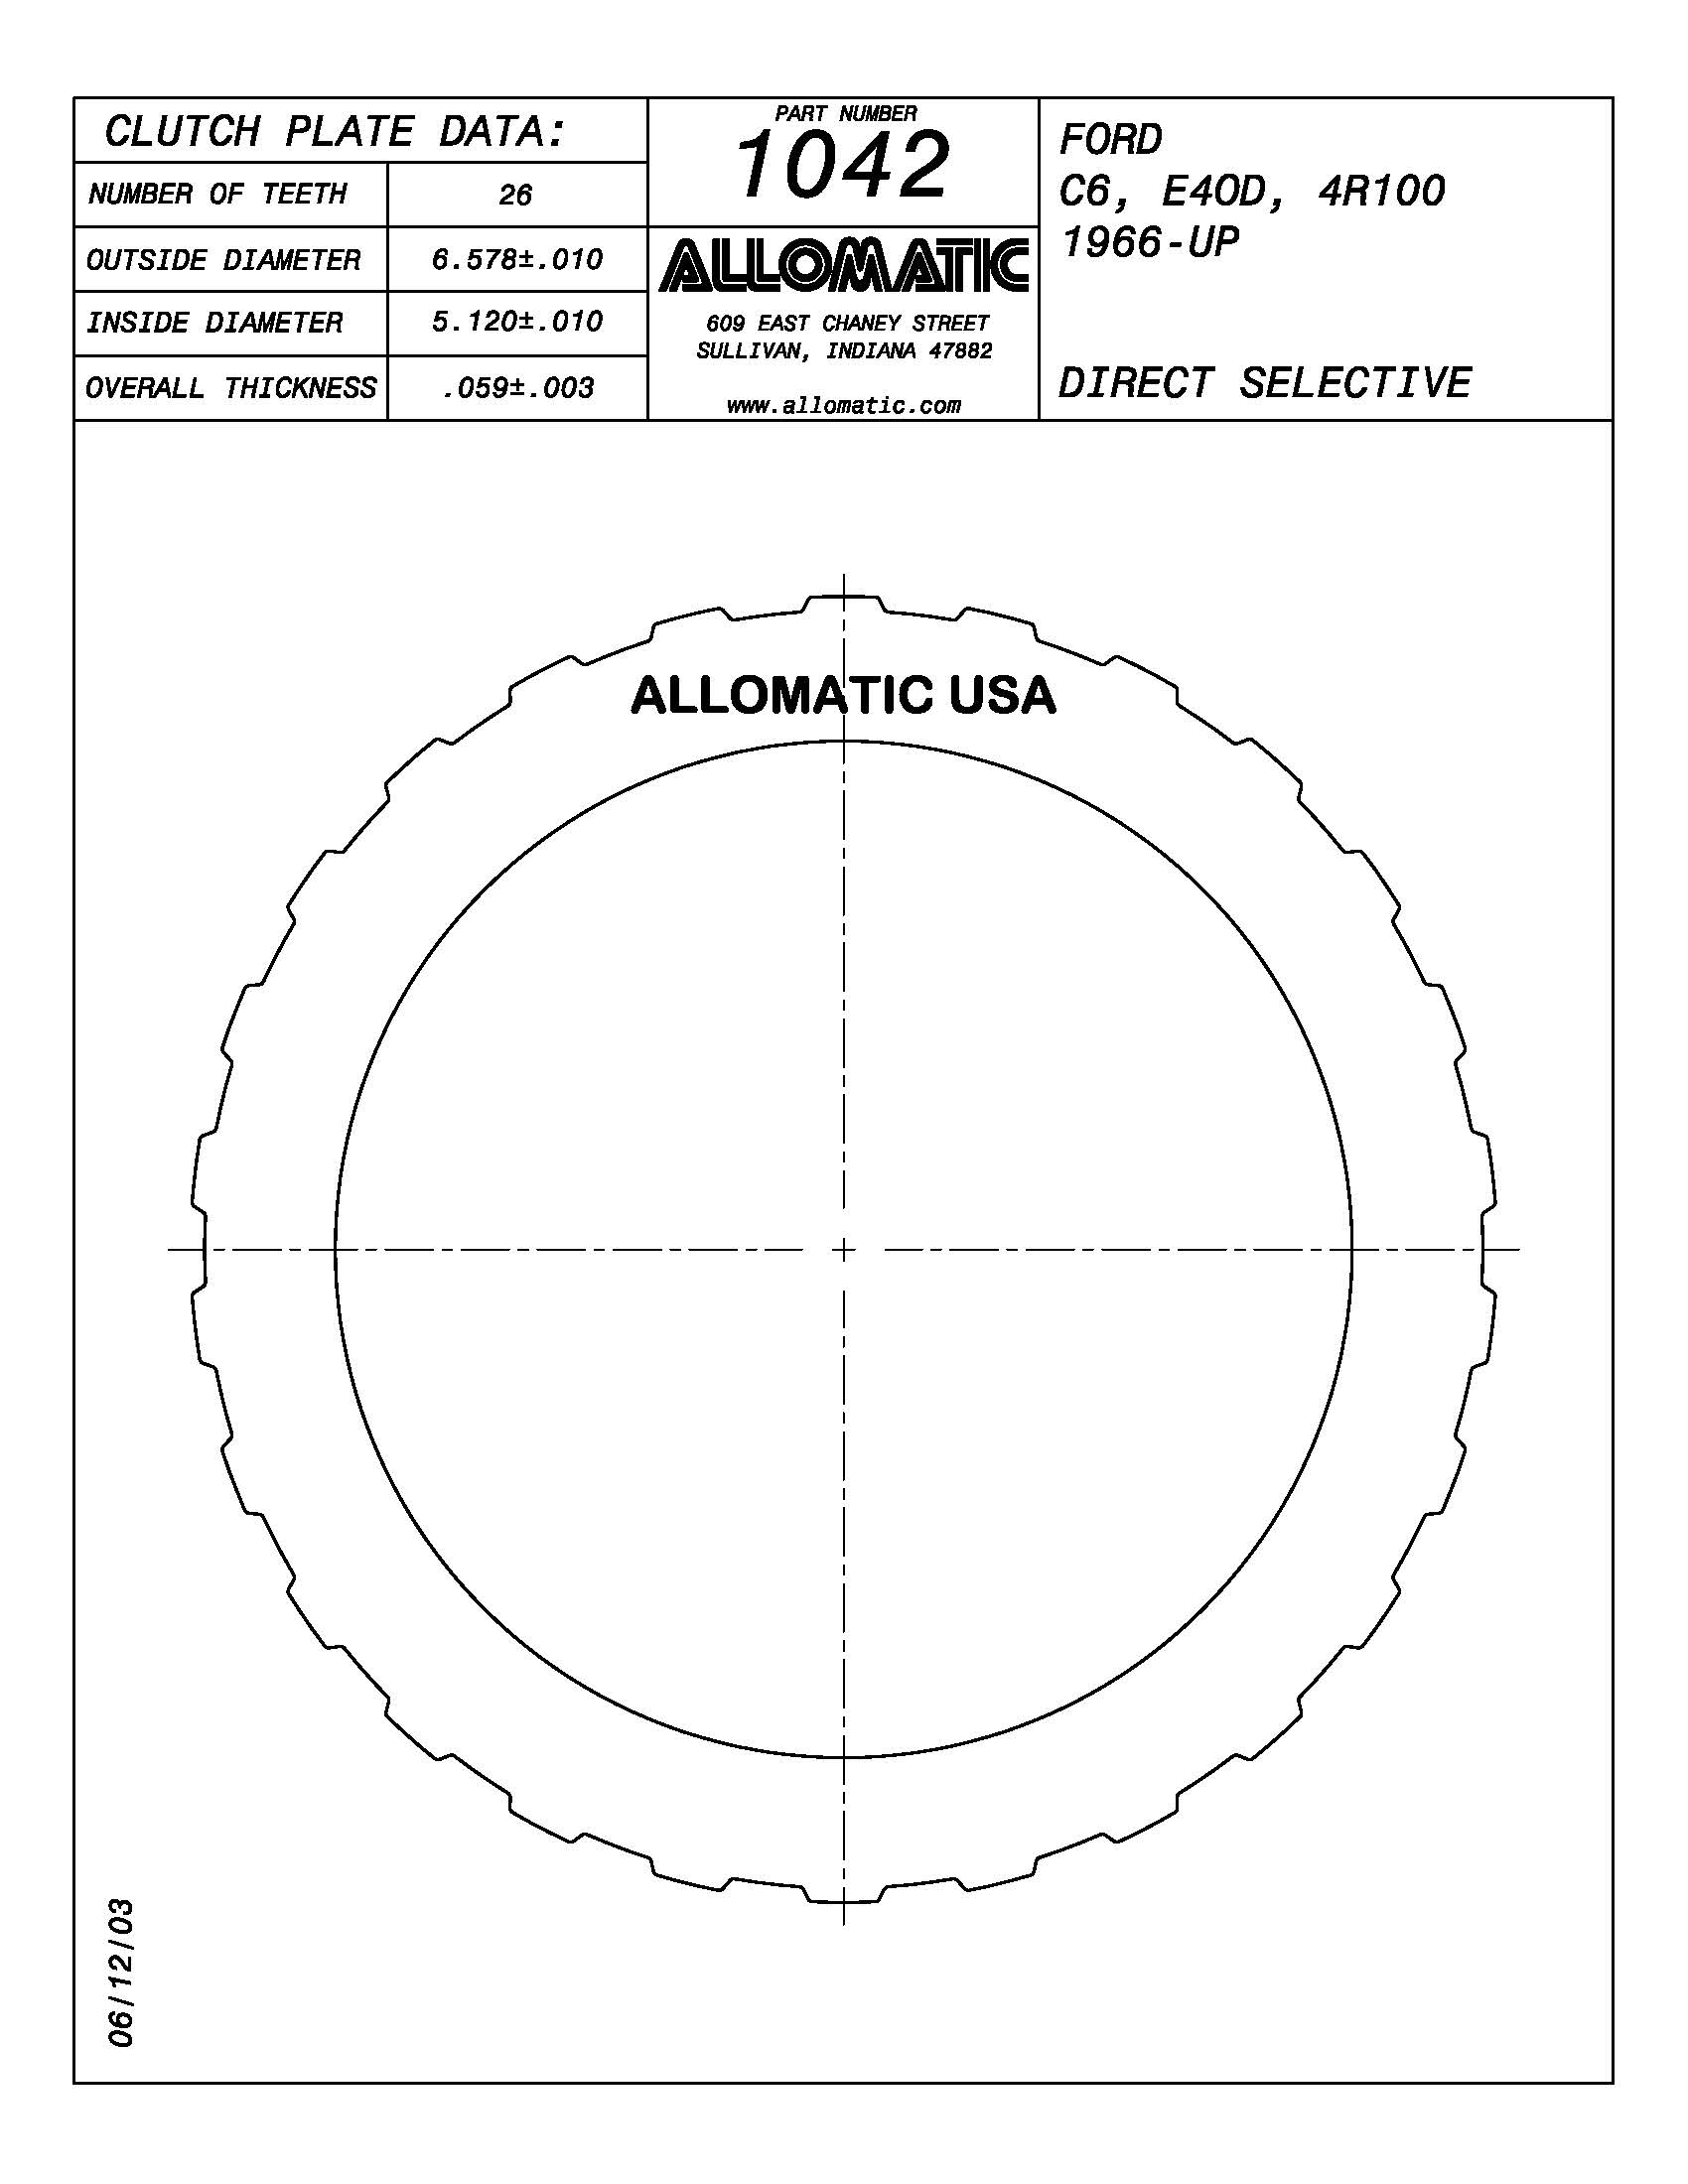 CLUTCH PLATE DATA:
NUMBER OF TEETH 26
OUTSIDE DIAMETER 6.578±.010
INSIDE DIAMETER 5.120±.010
OVERALL THICKNESS .059±.003
PART NUMBER
1042
ALLOMATIC
609 EAST CHANEY STREET
SULLIVAN, INDIANA 47882
www.allomatic.com
FORD
C6, E4OD, 4R100
1966-UP
DIRECT SELECTIVE
ALLOMATIC USA
06/12/03